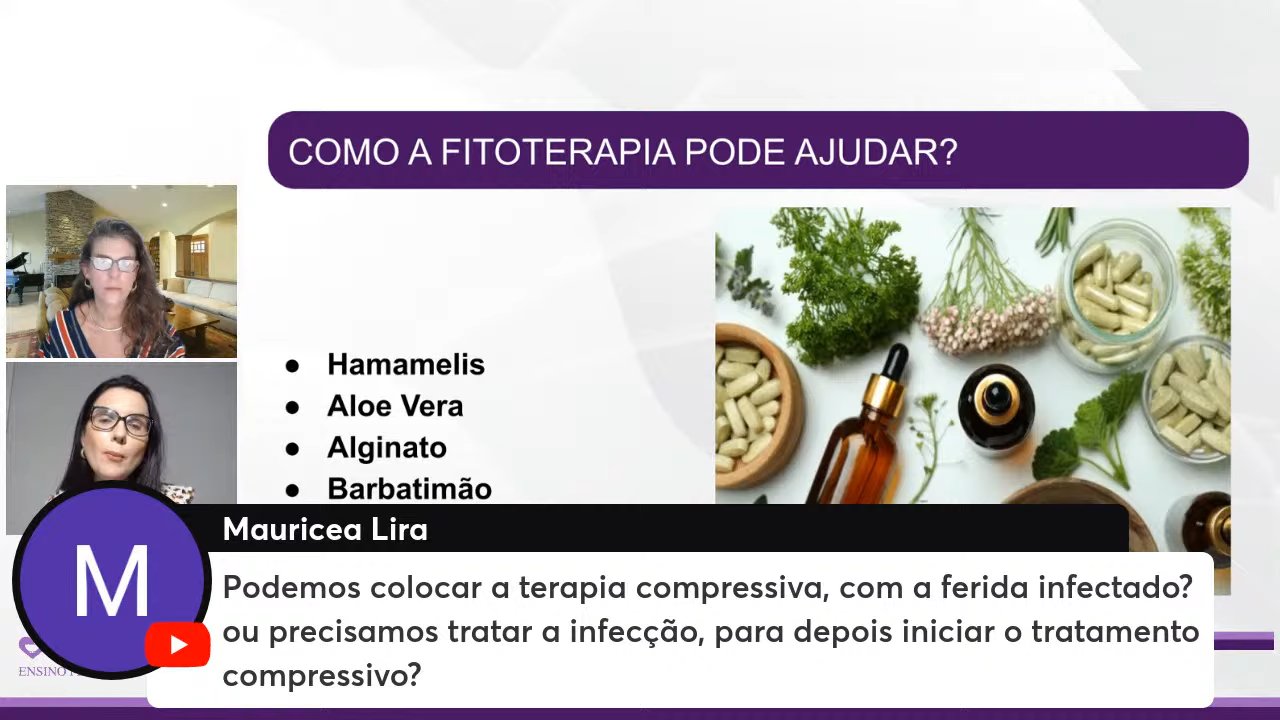 COMO A FITOTERAPIA PODE AJUDAR?
● Hamamelis
● Aloe Vera
● Alginato
● Barbatimão
M
Mauricea Lira
Podemos colocar a terapia compressiva, com a ferida infectado?
ou precisamos tratar a infecção, para depois iniciar o tratamento
compressivo?
ENSINO